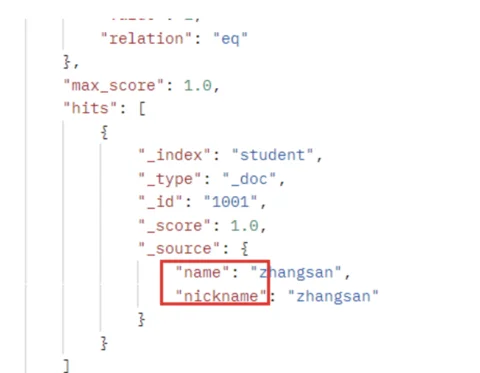 "relation": "eq"
},
"max_score": 1.0,
"hits": [
{
"_index": "student",
"_type": "_doc",
"_id": "1001",
"_score": 1.0,
"_source": {
"name": "zhangsan",
"nickname": "zhangsan"
}
}
]